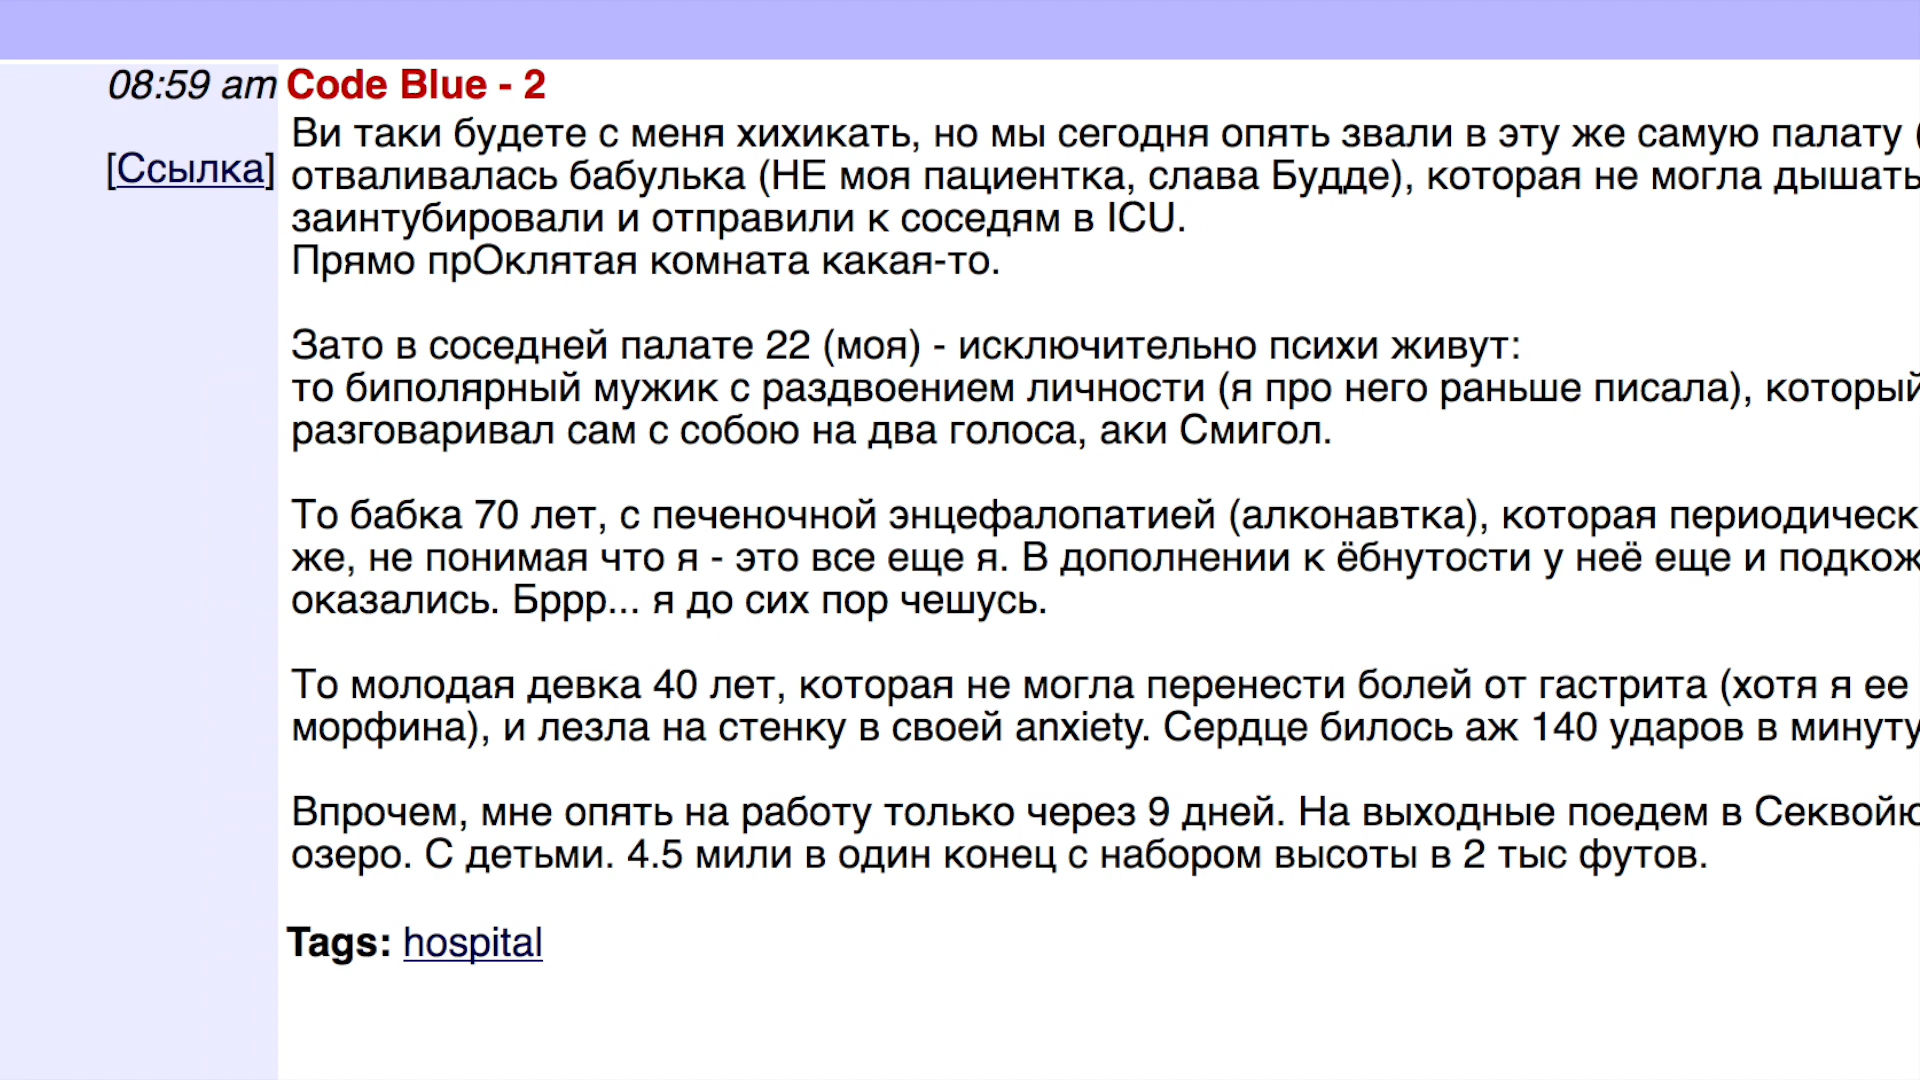 08:59 am Code Blue - 2
[Ссылка]
Ви таки будете с меня хихикать, но мы сегодня опять звали в эту же самую палату (
отваливалась бабулька (НЕ моя пациентка, слава Будде), которая не могла дышать
заинтубировали и отправили к соседям в ICU.
Прямо прОклятая комната какая-то.
Зато в соседней палате 22 (моя) - исключительно психи живут:
то биполярный мужик с раздвоением личности (я про него раньше писала), который
разговаривал сам с собою на два голоса, аки Смигол.
То бабка 70 лет, с печеночной энцефалопатией (алконавтка), которая периодическ
же, не понимая что я - это все еще я. В дополнении к ёбнутости у неё еще и подкож
оказались. Бррр... я до сих пор чешусь.
То молодая девка 40 лет, которая не могла перенести болей от гастрита (хотя я ее
морфина), и лезла на стенку в своей anxiety. Сердце билось аж 140 ударов в минуту
Впрочем, мне опять на работу только через 9 дней. На выходные поедем в Секвойю
озеро. С детьми. 4.5 мили в один конец с набором высоты в 2 тыс футов.
Tags: hospital